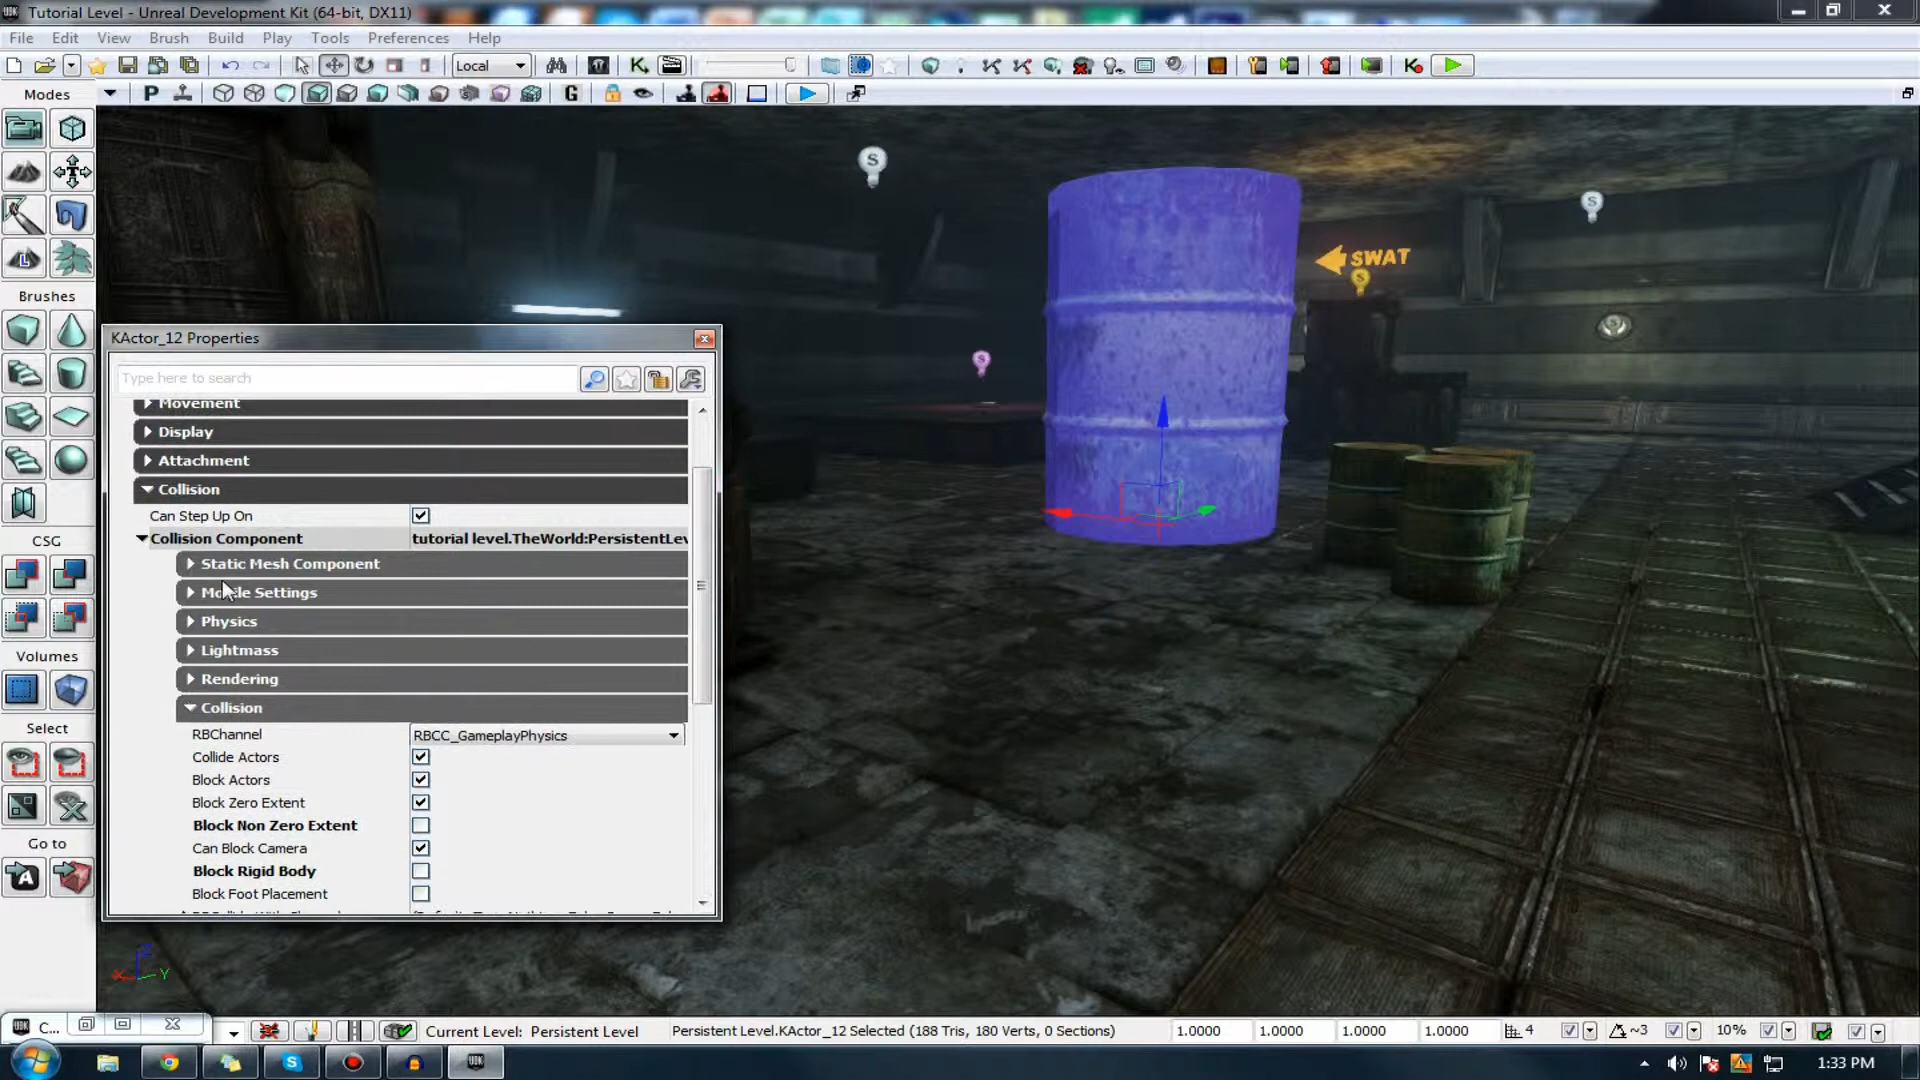 Tutorial Level - Unreal Development Kit (64-bit, DX11)
File Edit View Brush Build Play Tools Preferences Help
Local
Modes
P
G
S
S
SWAT
S
S
S
L
Brushes
CSG
Volumes
Select
Go to
A
KActor_12 Properties
Type here to search
Movement
Display
Attachment
Collision
Can Step Up On
Collision Component tutorial level.TheWorld:PersistentLev
Static Mesh Component
Settings
Physics
Lightmass
Rendering
Collision
RBChannel RBCC_GameplayPhysics
Collide Actors
Block Actors
Block Zero Extent
Block Non Zero Extent
Can Block Camera
Block Rigid Body
Block Foot Placement
Z
X
Y
C...
Current Level: Persistent Level
Persistent Level.KActor_12 Selected (188 Tris, 180 Verts, 0 Sections)
1.0000 1.0000 1.0000 1.0000
4
~3
10%
1:33 PM